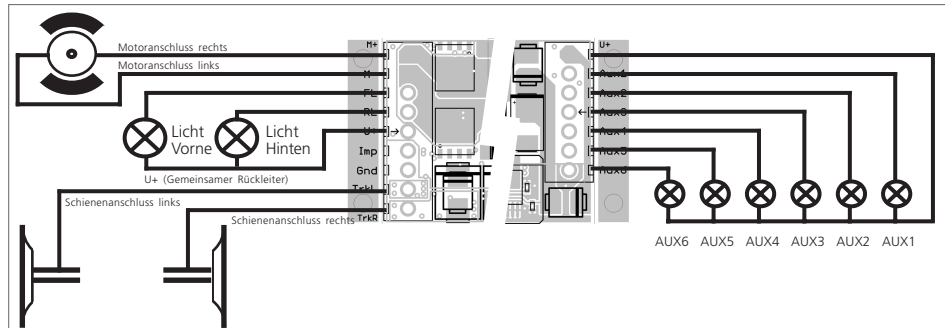 M+
Motoranschluss rechts
Motoranschluss links
M-
FL
RL
U+
Imp
Gnd
TrkL
TrkR
Licht
Vorne
Licht
Hinten
U+ (Gemeinsamer Rückleiter)
Schienenanschluss links
Schienenanschluss rechts
U+
Aux1
Aux2
Aux3
Aux4
Aux5
Aux6
AUX6 AUX5 AUX4 AUX3 AUX2 AUX1